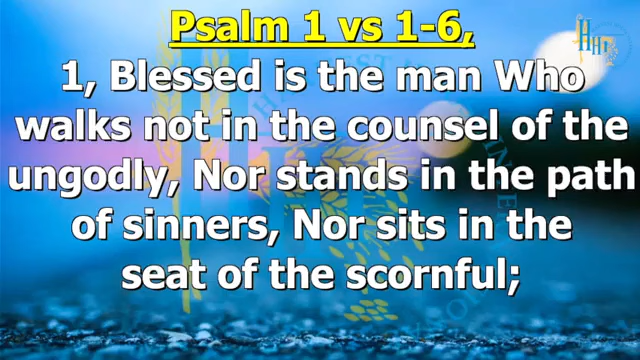 Psalm 1 vs 1-6,
1, Blessed is the man Who
walks not in the counsel of the
ungodly, Nor stands in the path
of sinners, Nor sits in the
seat of the scornful;